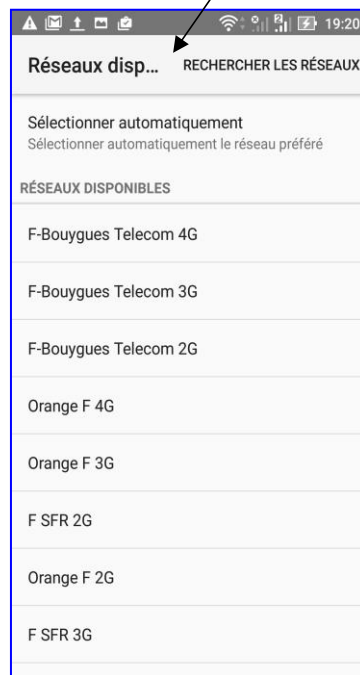 19:20
Réseaux disp... RECHERCHER LES RÉSEAUX
Sélectionner automatiquement
Sélectionner automatiquement le réseau préféré
RÉSEAUX DISPONIBLES
F-Bouygues Telecom 4G
F-Bouygues Telecom 3G
F-Bouygues Telecom 2G
Orange F 4G
Orange F 3G
F SFR 2G
Orange F 2G
F SFR 3G